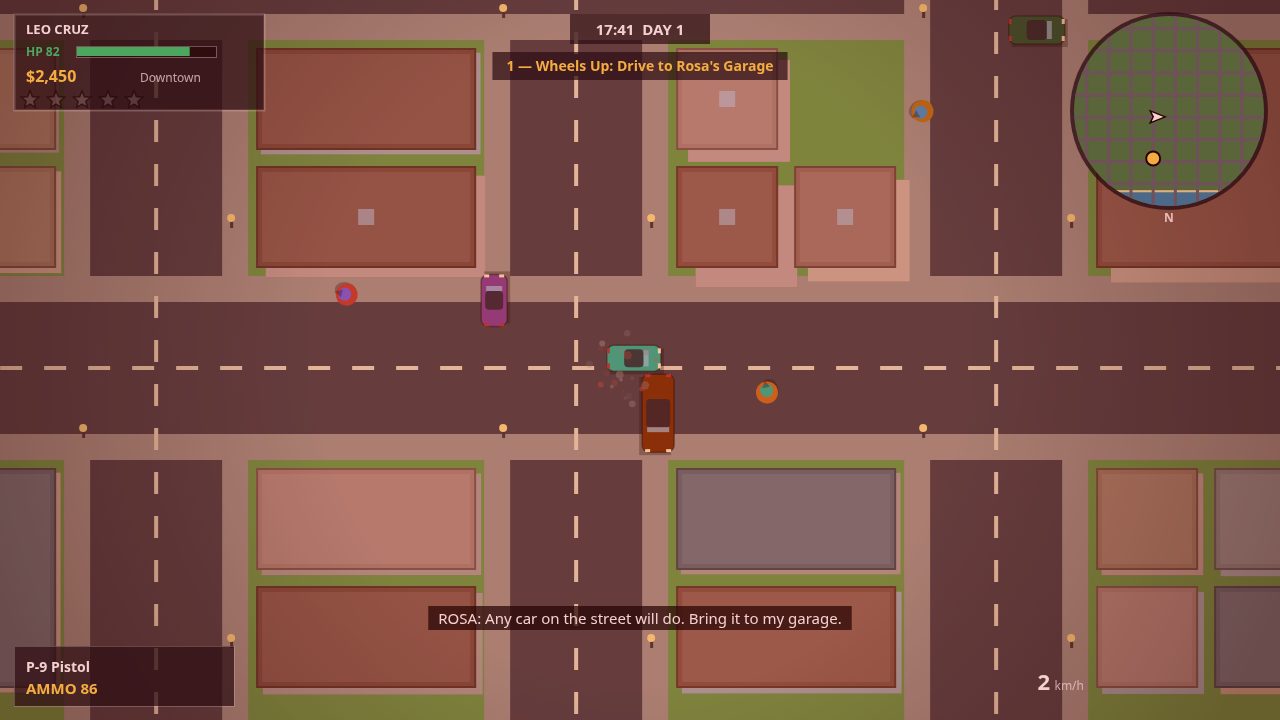 LEO CRUZ
HP 82
$2,450 Downtown
17:41 DAY 1
1 — Wheels Up: Drive to Rosa's Garage
N
ROSA: Any car on the street will do. Bring it to my garage.
P-9 Pistol
AMMO 86
2 km/h